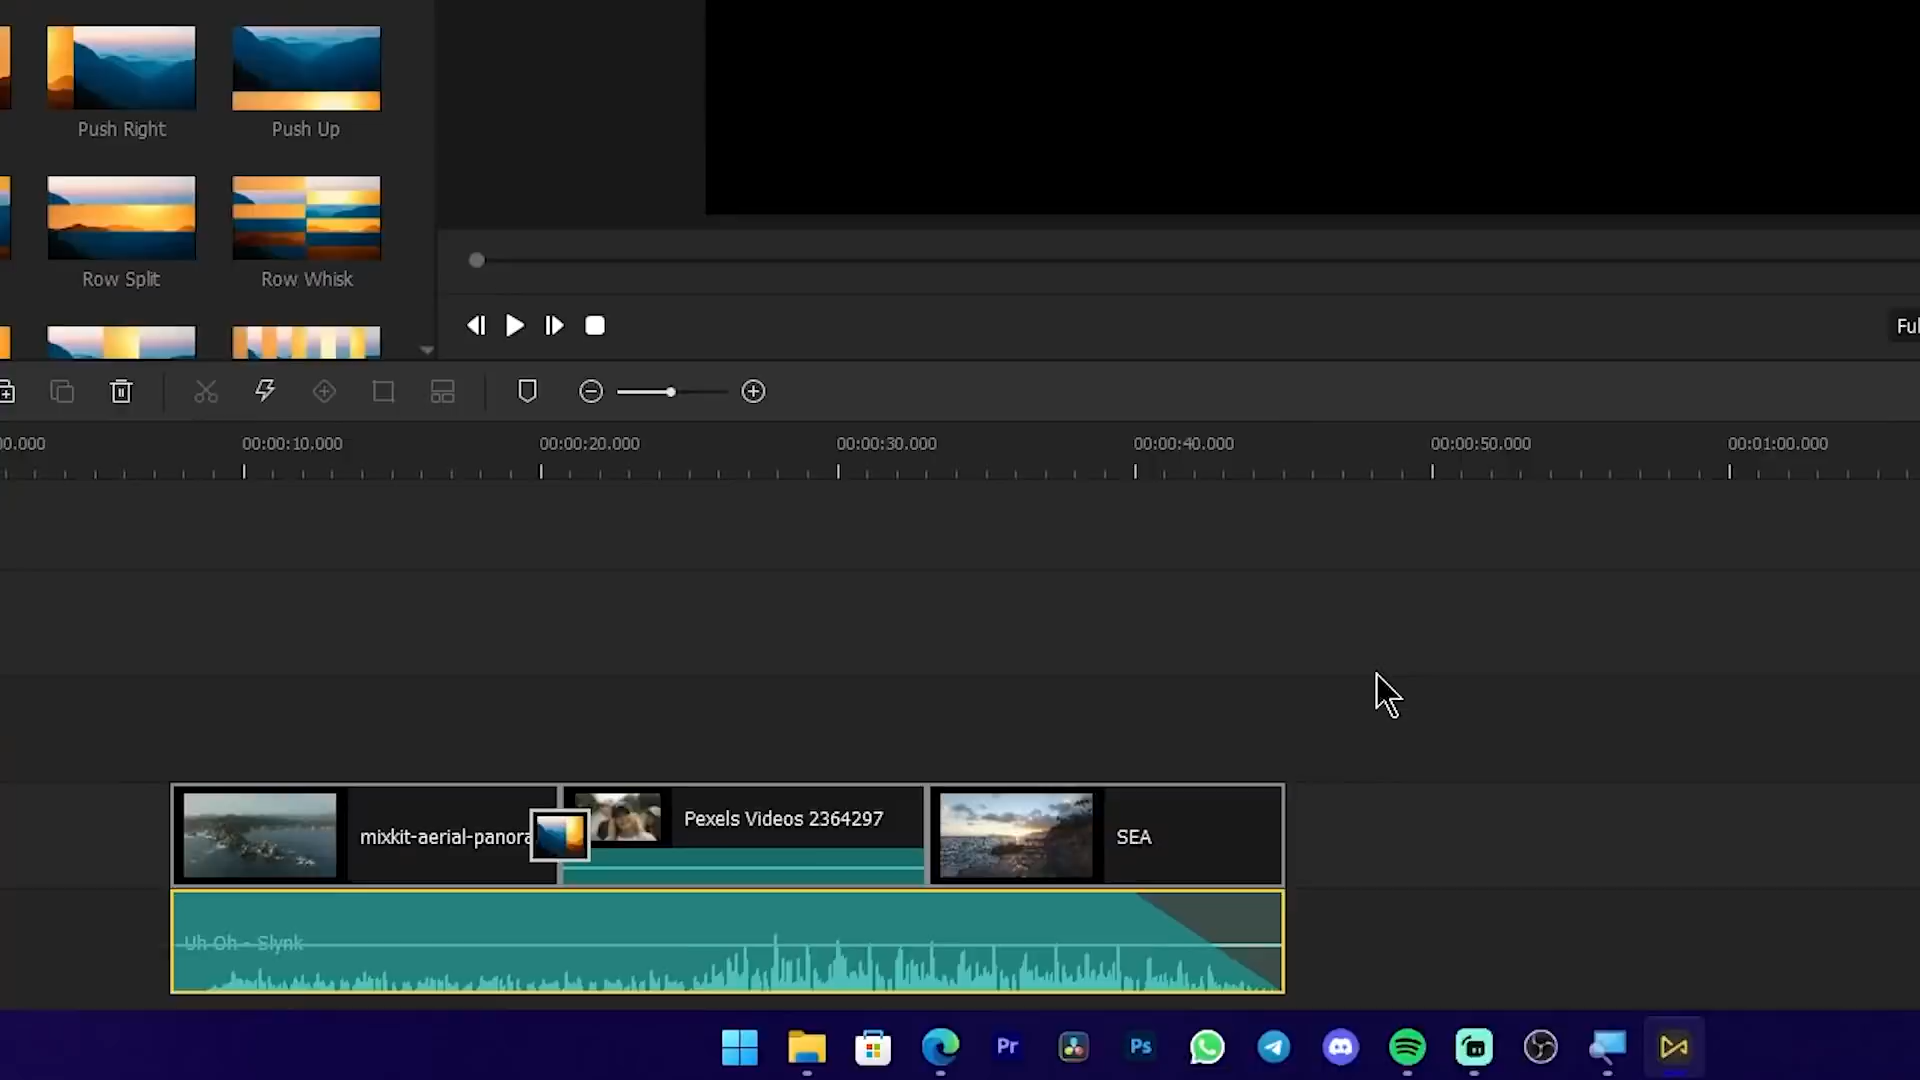 Push Right
Push Up
Row Split
Row Whisk
Ful
00.000
00:00:10.000
00:00:20.000
00:00:30.000
00:00:40.000
00:00:50.000
00:01:00.000
mixkit-aerial-panora
Pexels Videos 2364297
SEA
Uh Oh - Slynk
Pr
Ps